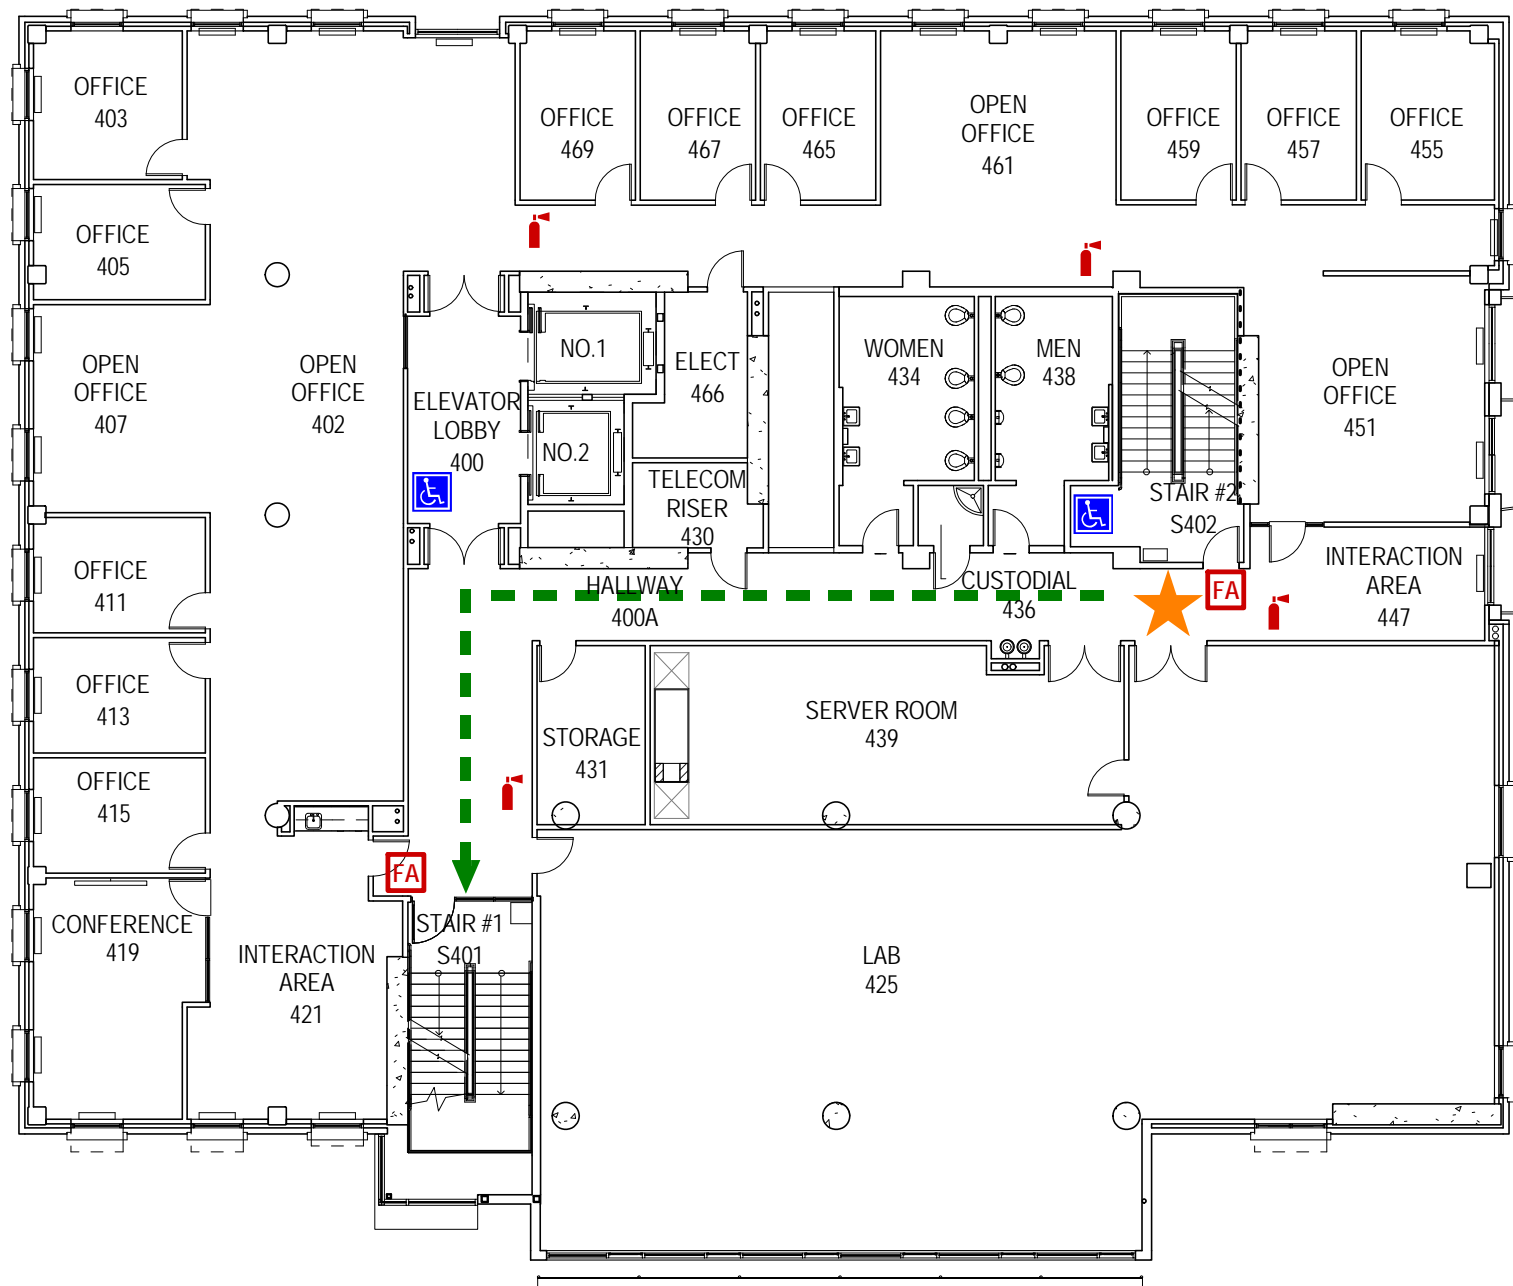 OFFICE
403
OFFICE
469
OFFICE
467
OFFICE
465
OPEN
OFFICE
461
OFFICE
459
OFFICE
457
OFFICE
455
OFFICE
405
OPEN
OFFICE
407
OPEN
OFFICE
402
ELEVATOR
LOBBY
400
NO.1
NO.2
ELECT
466
TELECOM
RISER
430
WOMEN
434
MEN
438
STAIR #2
S402
OPEN
OFFICE
451
OFFICE
411
HALLWAY
400A
CUSTODIAL
436
FA
INTERACTION
AREA
447
OFFICE
413
STORAGE
431
SERVER ROOM
439
OFFICE
415
FA
CONFERENCE
419
INTERACTION
AREA
421
STAIR #1
S401
LAB
425